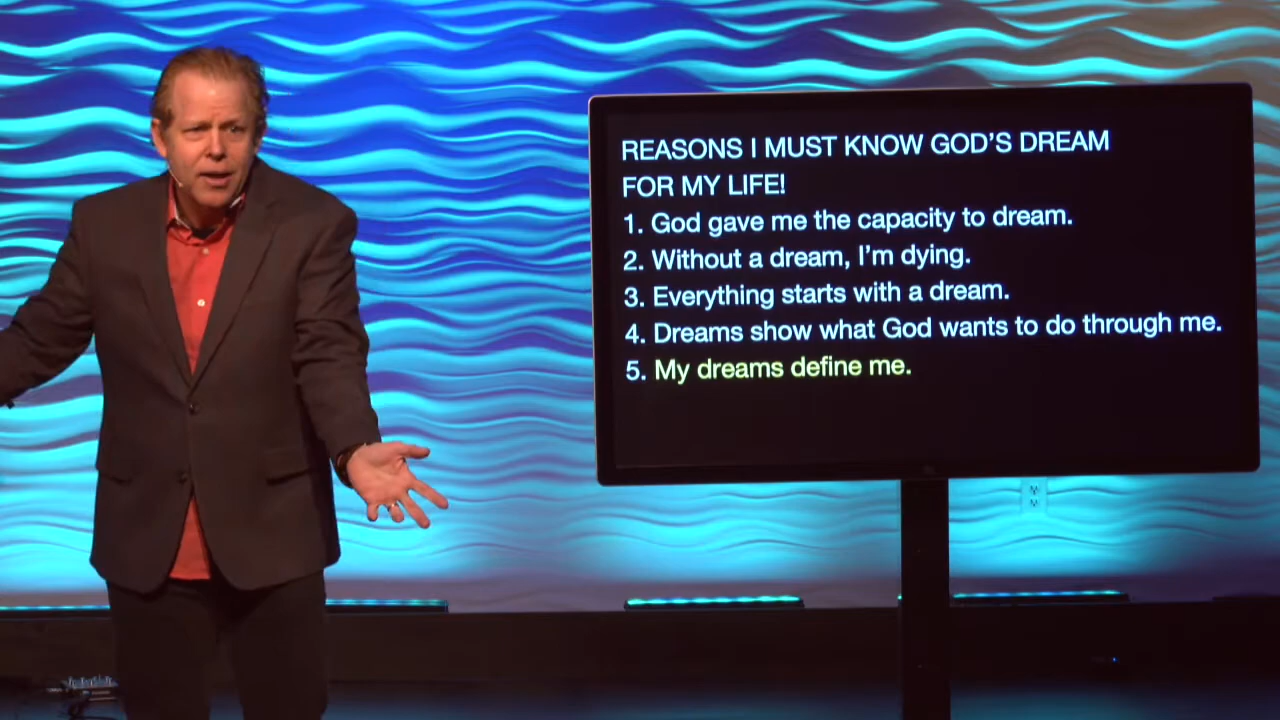 REASONS I MUST KNOW GOD'S DREAM
FOR MY LIFE!
1. God gave me the capacity to dream.
2. Without a dream, I'm dying.
3. Everything starts with a dream.
4. Dreams show what God wants to do through me.
5. My dreams define me.